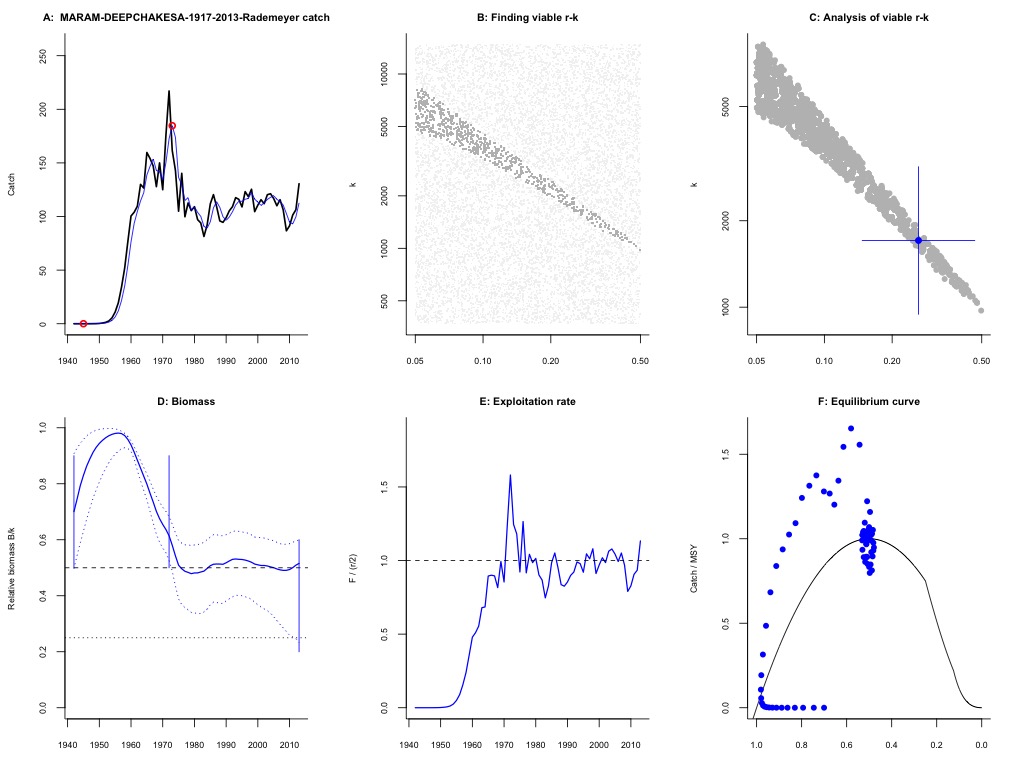 A:  MARAM-DEEPCHAKESA-1917-2013-Rademeyer catch
Catch
250
200
150
100
50
0
1940 1950 1960 1970 1980 1990 2000 2010
B: Finding viable r-k
k
10000
5000
2000
1000
500
0.05 0.10 0.20 0.50
C: Analysis of viable r-k
k
5000
2000
1000
0.05 0.10 0.20 0.50
D: Biomass
Relative biomass B/k
1.0
0.8
0.6
0.4
0.2
0.0
1940 1950 1960 1970 1980 1990 2000 2010
E: Exploitation rate
F / (r/2)
1.5
1.0
0.5
0.0
1940 1950 1960 1970 1980 1990 2000 2010
F: Equilibrium curve
Catch / MSY
1.5
1.0
0.5
0.0
1.0 0.8 0.6 0.4 0.2 0.0